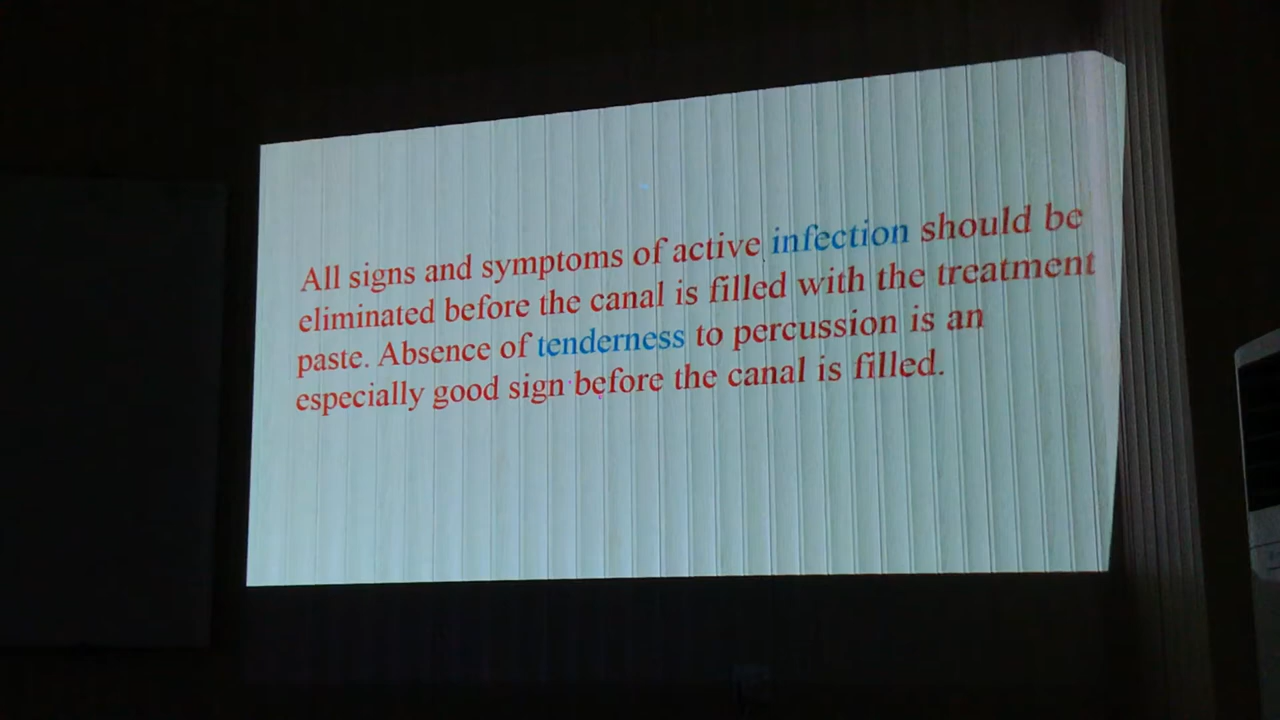 All signs and symptoms of active infection should be
eliminated before the canal is filled with the treatment
paste. Absence of tenderness to percussion is an
especially good sign before the canal is filled.